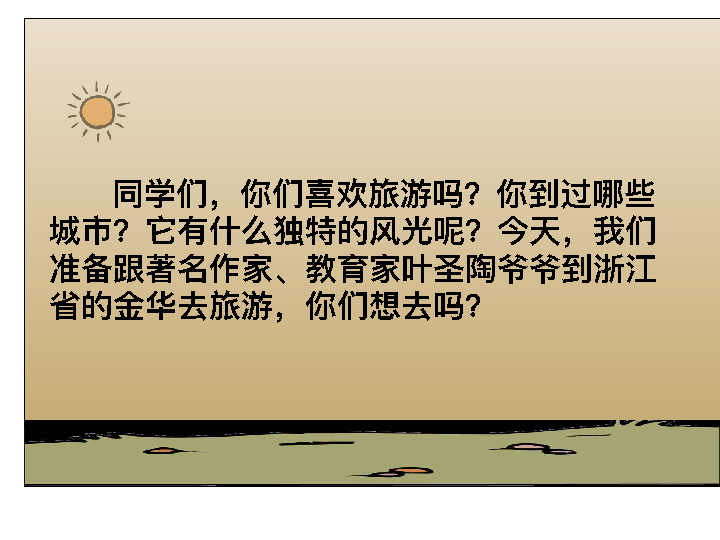 同学们，你们喜欢旅游吗？你到过哪些
城市？它有什么独特的风光呢？今天，我们
准备跟著名作家、教育家叶圣陶爷爷到浙江
省的金华去旅游，你们想去吗？